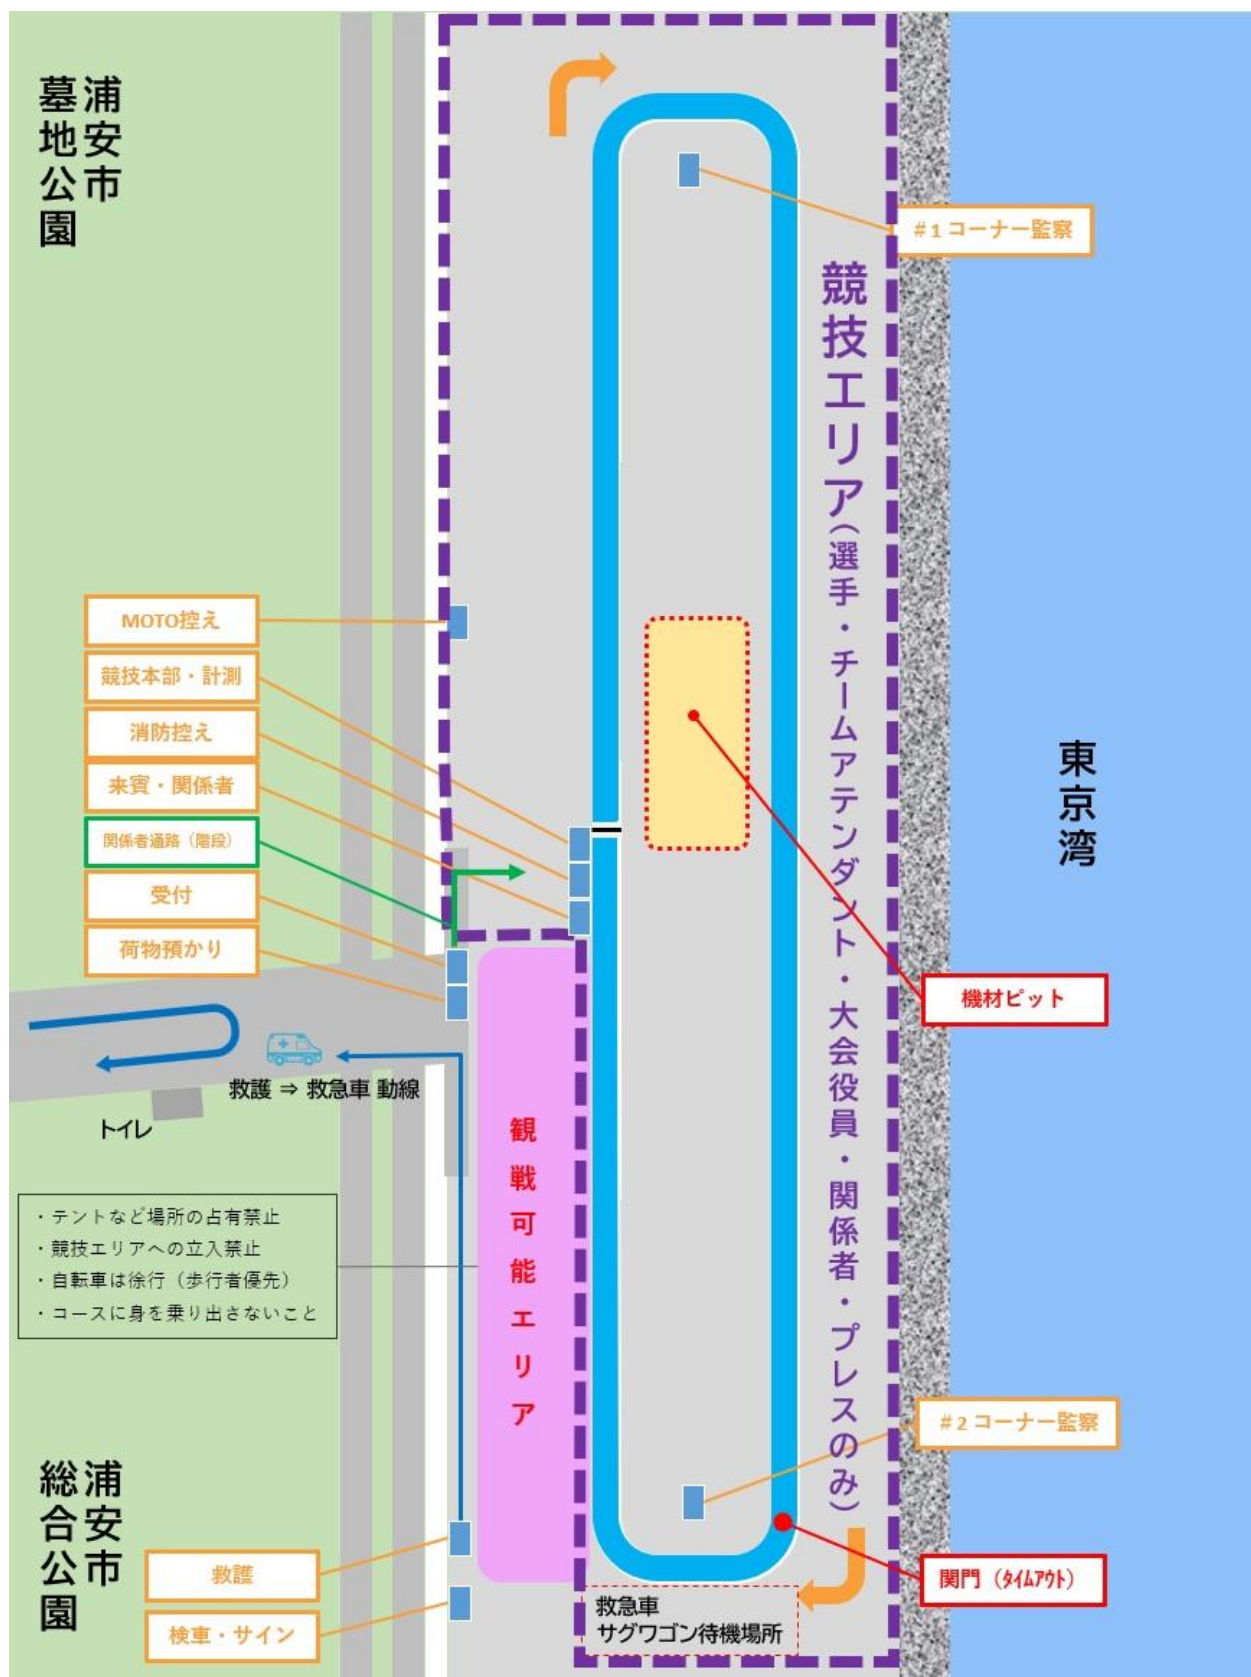 浦安市
墓地公園
#1 コーナー監察
競技エリア(選手・チームアテンダント・大会役員・関係者・プレスのみ)
MOTO控え
競技本部・計測
消防控え
来賓・関係者
関係者通路(階段)
受付
荷物預かり
東京湾
機材ピット
救護 ⇒ 救急車 動線
トイレ
観戦可能エリア
・テントなど場所の占有禁止
・競技エリアへの立入禁止
・自転車は徐行(歩行者優先)
・コースに身を乗り出さないこと
#2 コーナー監察
浦安市
総合公園
救護
検車・サイン
関門(タイムアウト)
救急車
サグワゴン待機場所